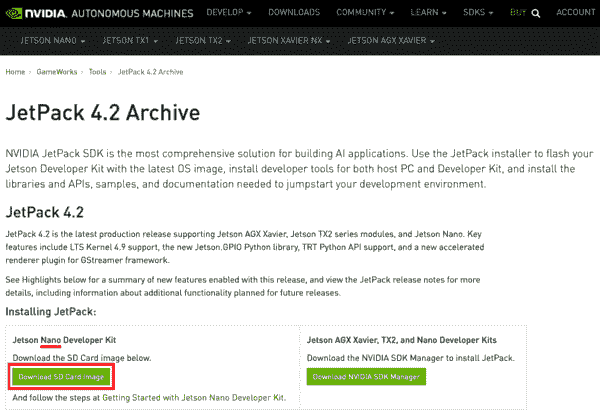 NVIDIA. AUTONOMOUS MACHINES DEVELOP DOWNLOADS COMMUNITY LEARN SDKS BUY ACCOUNT
JETSON NANO JETSON TX1 JETSON TX2 JETSON XAVIER NX JETSON AGX XAVIER
Home › GameWorks › Tools › JetPack 4.2 Archive
JetPack 4.2 Archive
NVIDIA JetPack SDK is the most comprehensive solution for building AI applications. Use the JetPack installer to flash your
Jetson Developer Kit with the latest OS image, install developer tools for both host PC and Developer Kit, and install the
libraries and APIs, samples, and documentation needed to jumpstart your development environment.
JetPack 4.2
JetPack 4.2 is the latest production release supporting Jetson AGX Xavier, Jetson TX2 series modules, and Jetson Nano. Key
features include LTS Kernel 4.9 support, the new Jetson.GPIO Python library, TRT Python API support, and a new accelerated
renderer plugin for GStreamer framework.
See Highlights below for a summary of new features enabled with this release, and view the JetPack release notes for more
details, including information about additional functionality planned for future releases.
Installing JetPack:
Jetson Nano Developer Kit
Download the SD Card image below.
Download SD Card Image
And follow the steps at Getting Started with Jetson Nano Developer Kit.
Jetson AGX Xavier, TX2, and Nano Developer Kits
Download the NVIDIA SDK Manager to install JetPack.
Download NVIDIA SDK Manager